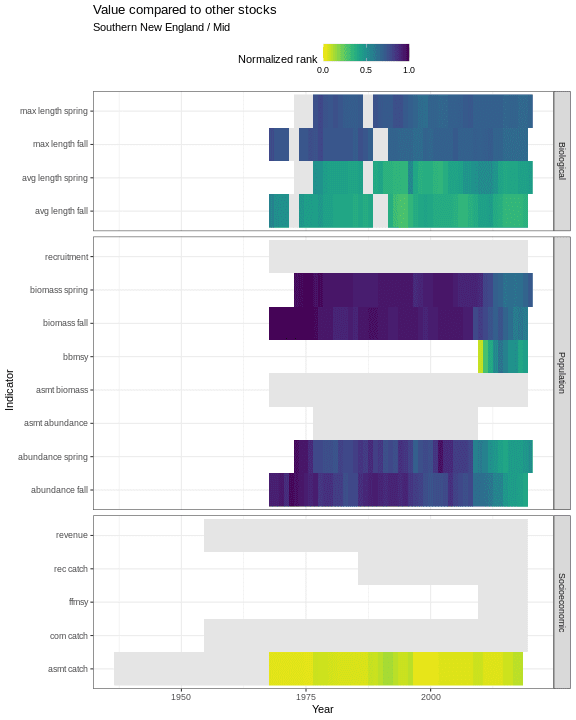 Value compared to other stocks
Southern New England / Mid
Normalized rank
0.0 0.5 1.0
max length spring
max length fall
avg length spring
avg length fall
Biological
recruitment
biomass spring
biomass fall
bbmsy
asmt biomass
asmt abundance
abundance spring
abundance fall
Population
revenue
rec catch
ffmsy
com catch
asmt catch
Socioeconomic
Indicator
1950 1975 2000
Year